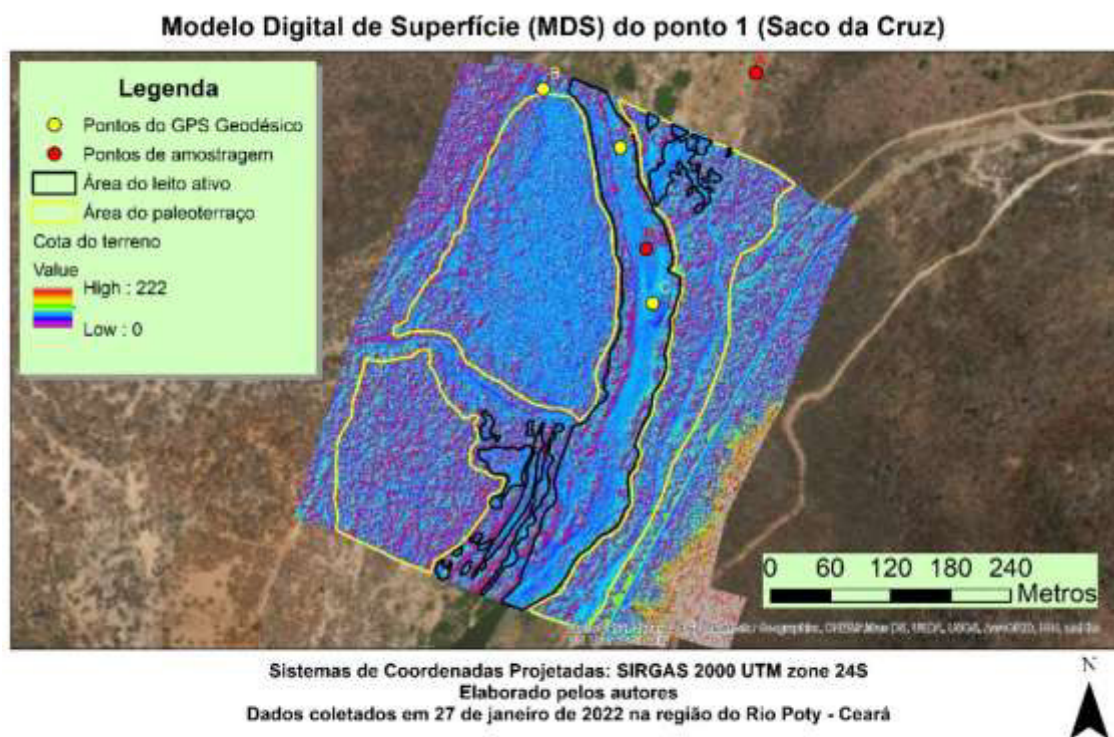 Modelo Digital de Superfície (MDS) do ponto 1 (Saco da Cruz)
Legenda
Pontos do GPS Geodésico
Pontos de amostragem
Área do leito ativo
Área do paleoterraço
Cota do terreno
Value
High : 222
Low : 0
B
A
C
0 60 120 180 240
Metros
Sistemas de Coordenadas Projetadas: SIRGAS 2000 UTM zone 24S
Elaborado pelos autores
Dados coletados em 27 de janeiro de 2022 na região do Rio Poty - Ceará
N